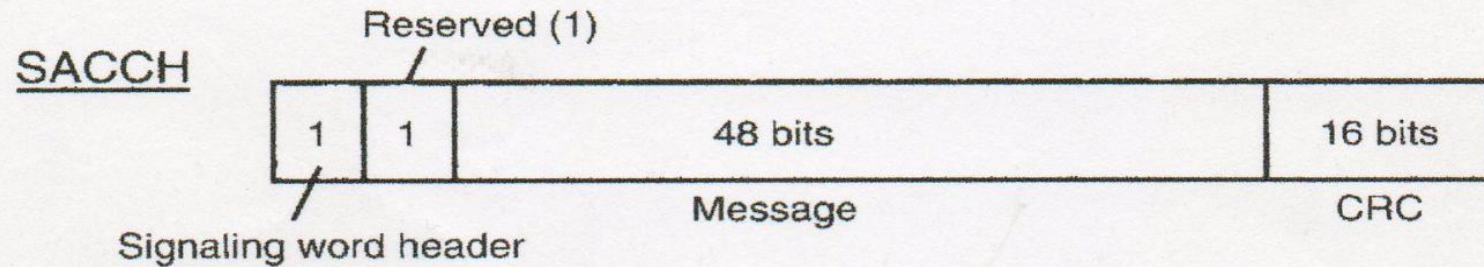 Reserved (1)
SACCH
1 1 48 bits 16 bits
Message CRC
Signaling word header